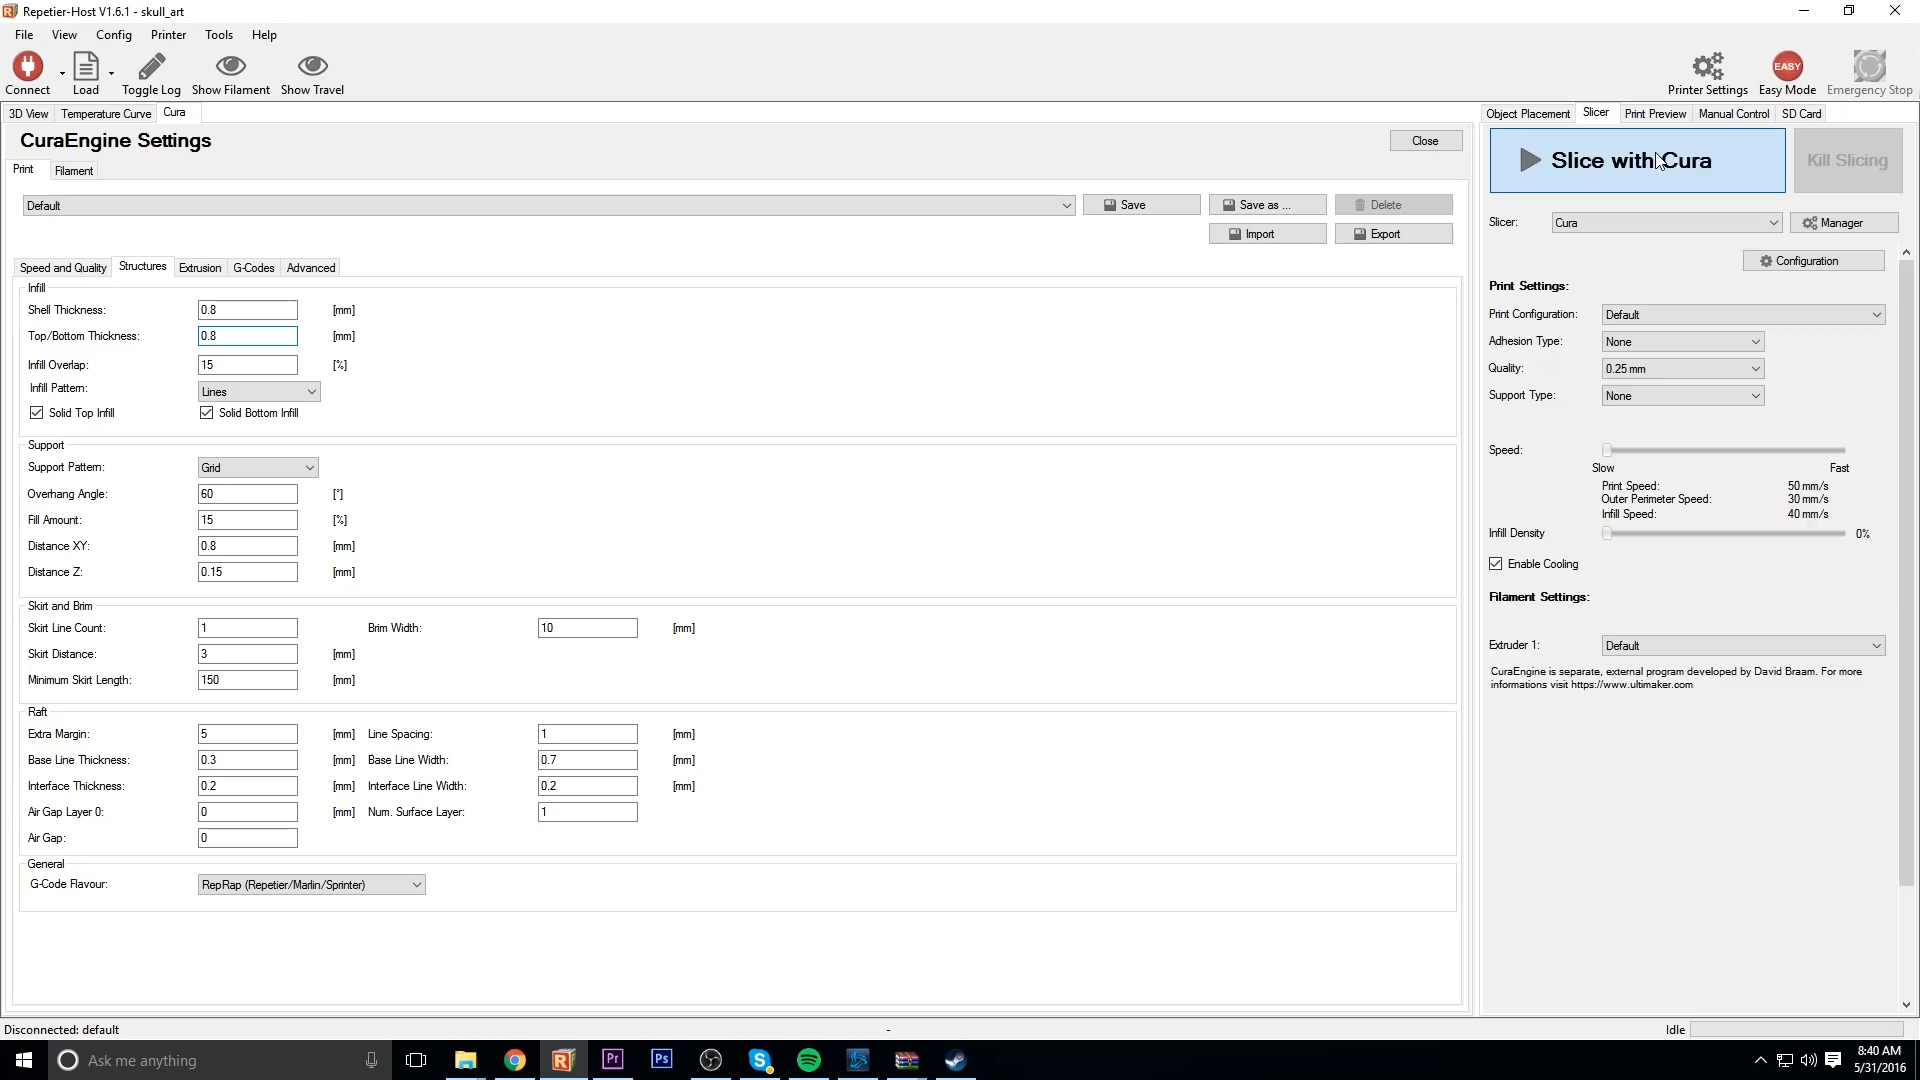 Repetier-Host V1.6.1 - skull_art
File View Config Printer Tools Help
Connect Load Toggle Log Show Filament Show Travel
EASY
Printer Settings Easy Mode Emergency Stop
3D View Temperature Curve Cura
Object Placement Slicer Print Preview Manual Control SD Card
CuraEngine Settings
Close
Print Filament
Default
Save Save as ... Delete
Import Export
Speed and Quality Structures Extrusion G-Codes Advanced
Infill
Shell Thickness: 0.8 [mm]
Top/Bottom Thickness: 0.8 [mm]
Infill Overlap: 15 [%]
Infill Pattern: Lines
Solid Top Infill Solid Bottom Infill
Support
Support Pattern: Grid
Overhang Angle: 60 [°]
Fill Amount: 15 [%]
Distance XY: 0.8 [mm]
Distance Z: 0.15 [mm]
Skirt and Brim
Skirt Line Count: 1 Brim Width: 10 [mm]
Skirt Distance: 3 [mm]
Minimum Skirt Length: 150 [mm]
Raft
Extra Margin: 5 [mm] Line Spacing: 1 [mm]
Base Line Thickness: 0.3 [mm] Base Line Width: 0.7 [mm]
Interface Thickness: 0.2 [mm] Interface Line Width: 0.2 [mm]
Air Gap Layer 0: 0 [mm] Num. Surface Layer: 1
Air Gap: 0
General
G-Code Flavour: RepRap (Repetier/Marlin/Sprinter)
Slice with Cura
Kill Slicing
Slicer: Cura Manager
Configuration
Print Settings:
Print Configuration: Default
Adhesion Type: None
Quality: 0.25 mm
Support Type: None
Speed:
Slow Fast
Print Speed: 50 mm/s
Outer Perimeter Speed: 30 mm/s
Infill Speed: 40 mm/s
Infill Density 0%
Enable Cooling
Filament Settings:
Extruder 1: Default
CuraEngine is separate, external program developed by David Braam. For more
informations visit https://www.ultimaker.com
Disconnected: default - Idle
Ask me anything
Pr Ps
8:40 AM
5/31/2016